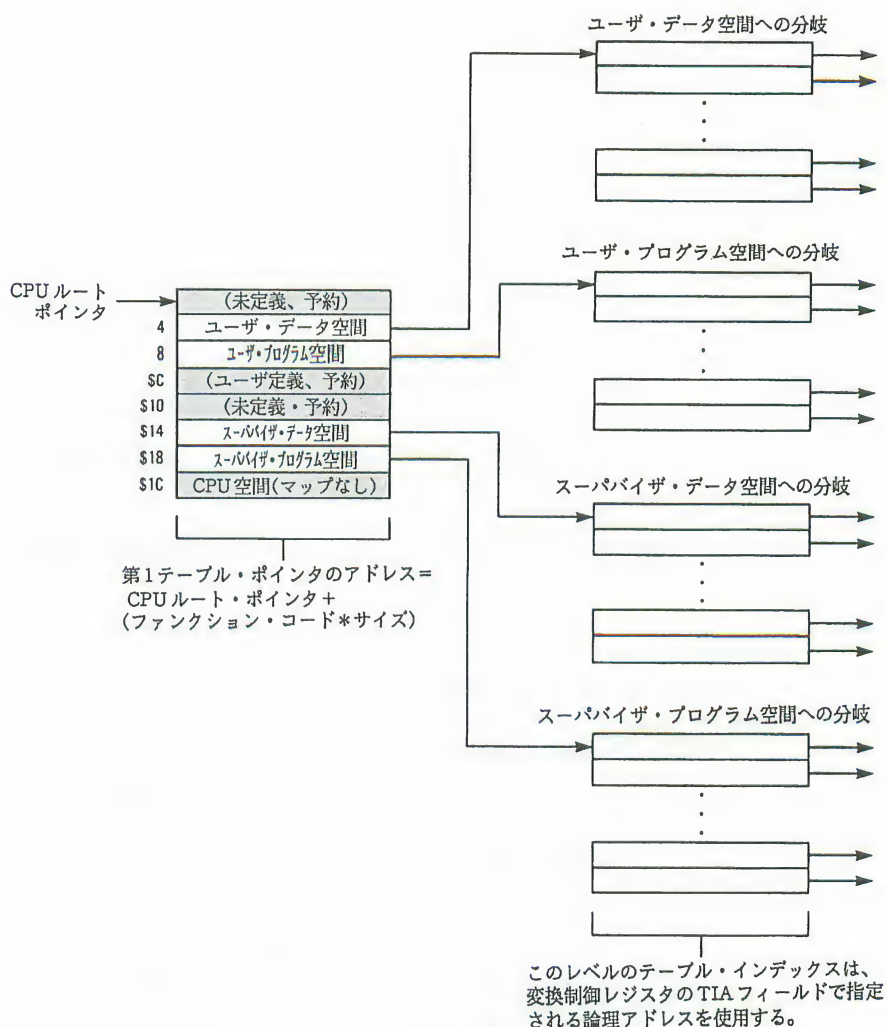 ユーザ・データ空間への分岐
ユーザ・プログラム空間への分岐
CPUルート
ポインタ
(未定義、予約)
4 ユーザ・データ空間
8 ユーザ・プログラム空間
$C (ユーザ定義、予約)
$10 (未定義・予約)
$14 スーパバイザ・データ空間
$18 スーパバイザ・プログラム空間
$1C CPU空間(マップなし)
スーパバイザ・データ空間への分岐
第1テーブル・ポインタのアドレス=
CPUルート・ポインタ+
(ファンクション・コード*サイズ)
スーパバイザ・プログラム空間への分岐
このレベルのテーブル・インデックスは、
変換制御レジスタのTIAフィールドで指定
される論理アドレスを使用する。